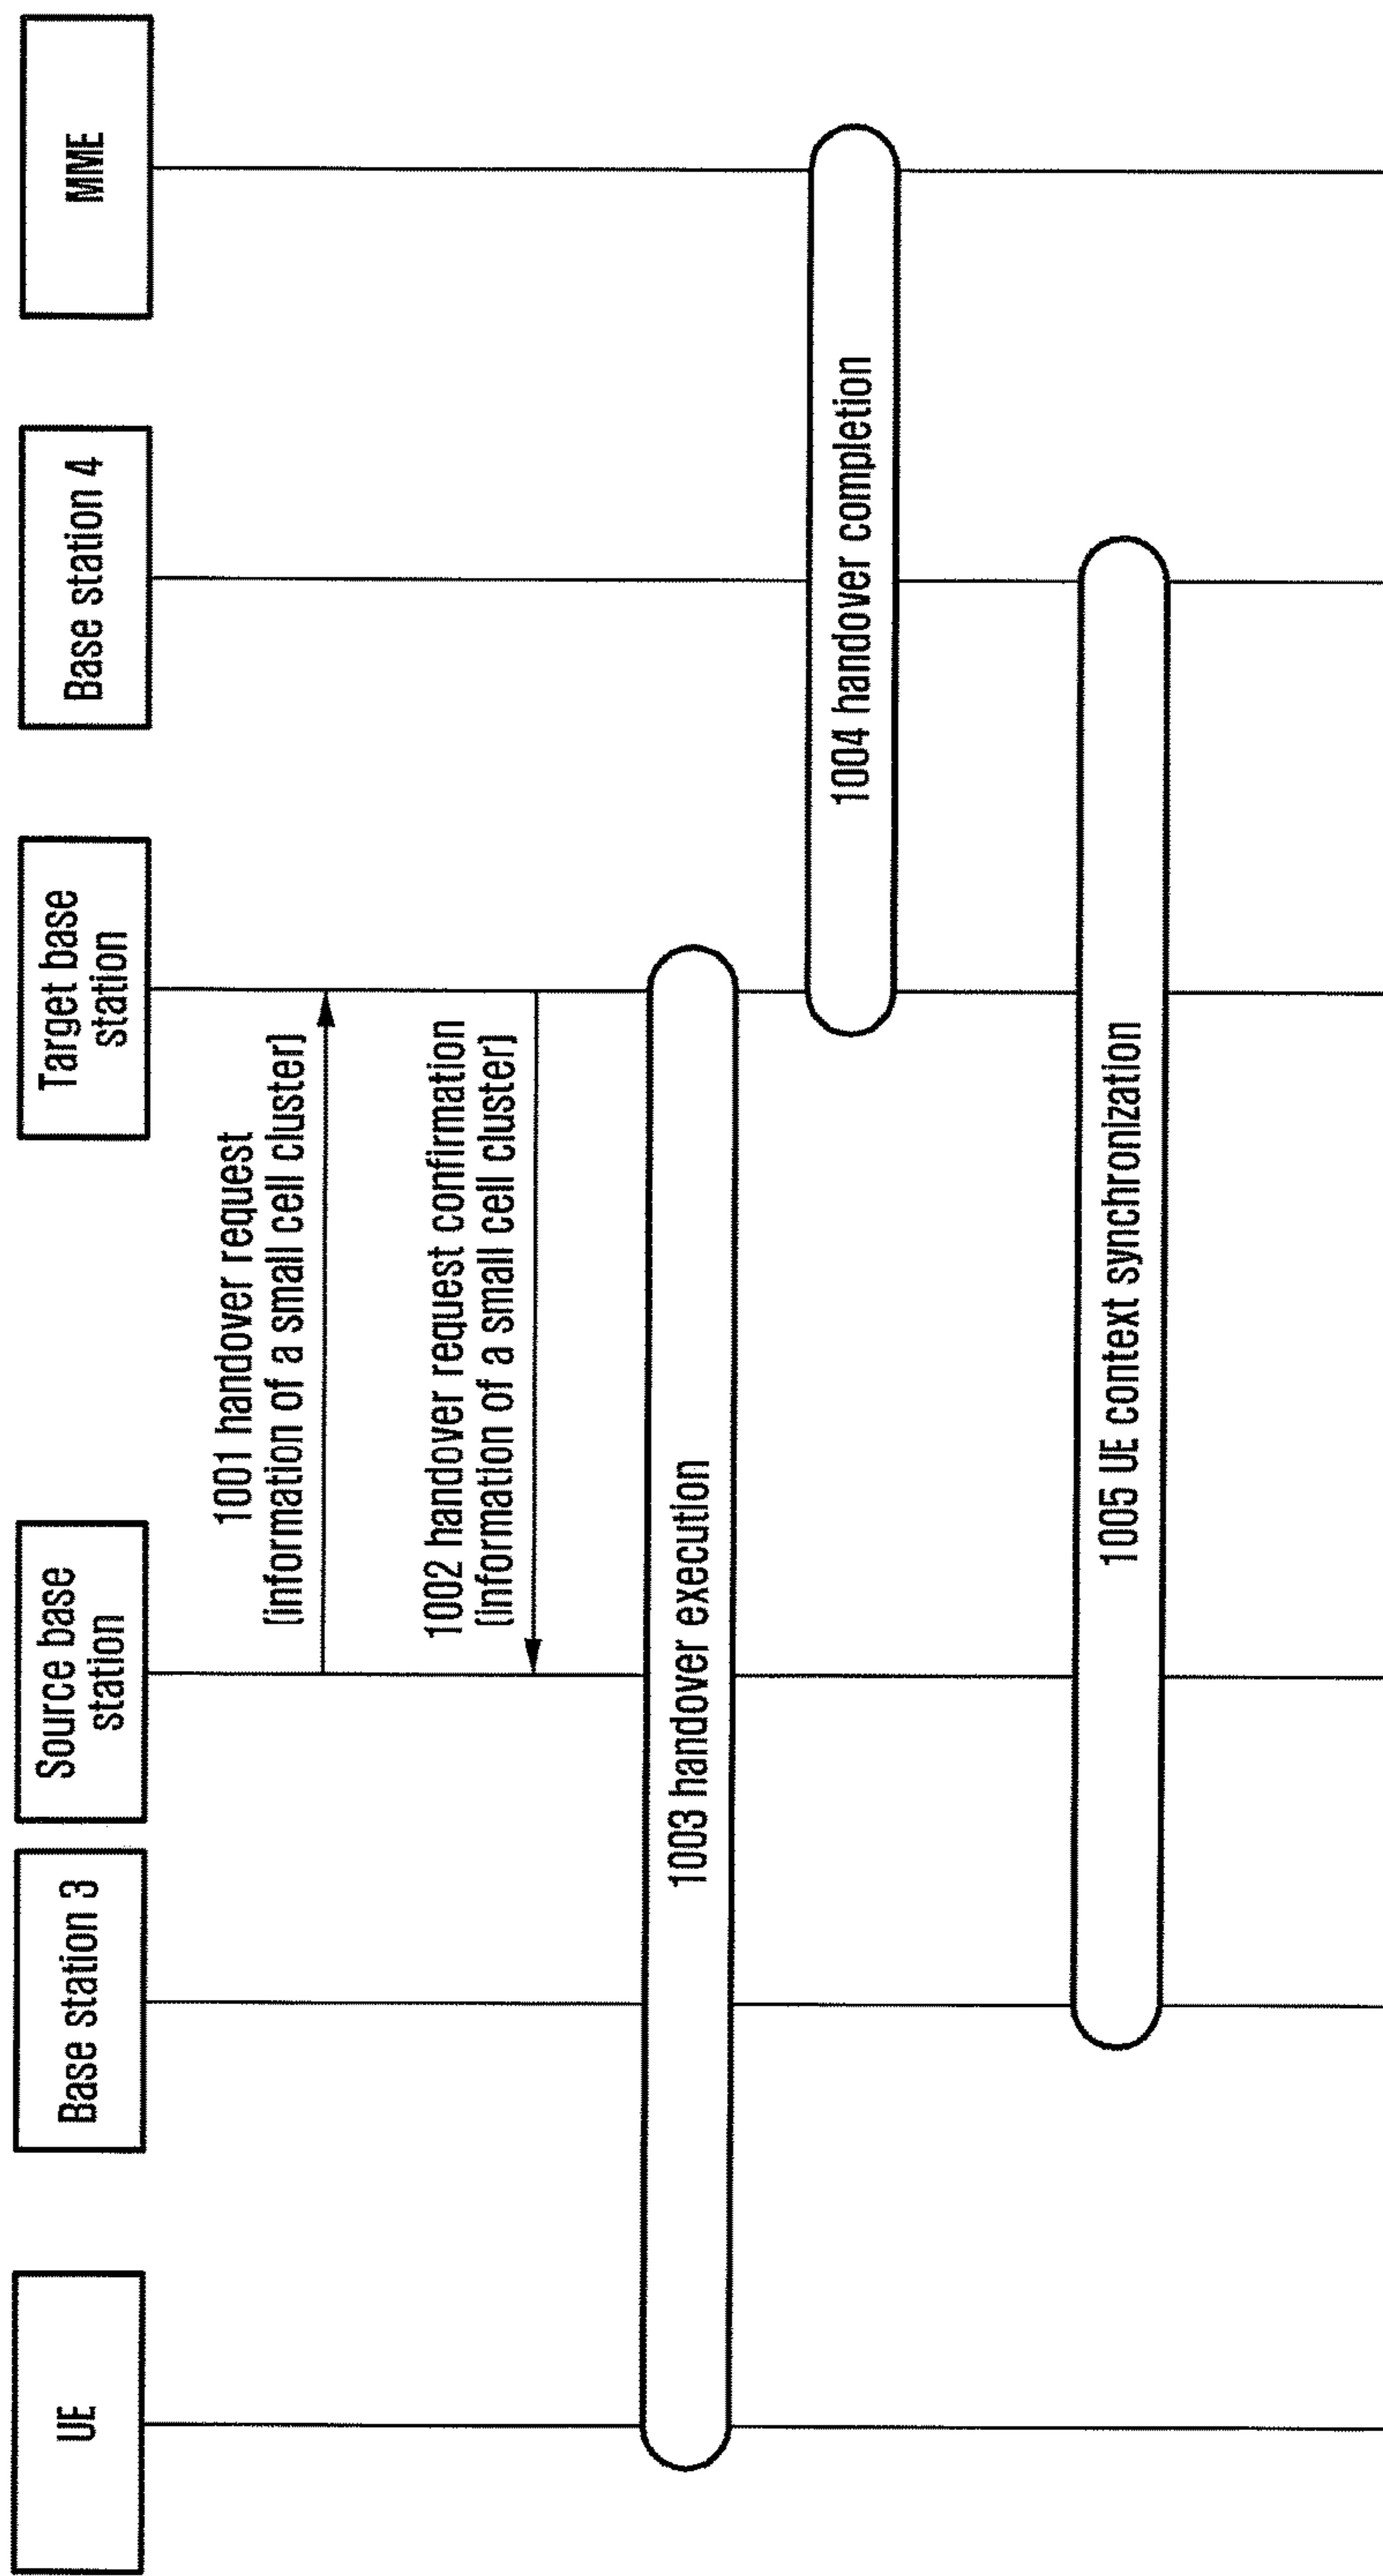 UE
Base station 3
Source base
station
Target base
station
Base station 4
MME
1001 handover request
(information of a small cell cluster)
1002 handover request confirmation
(information of a small cell cluster)
1003 handover execution
1004 handover completion
1005 UE context synchronization